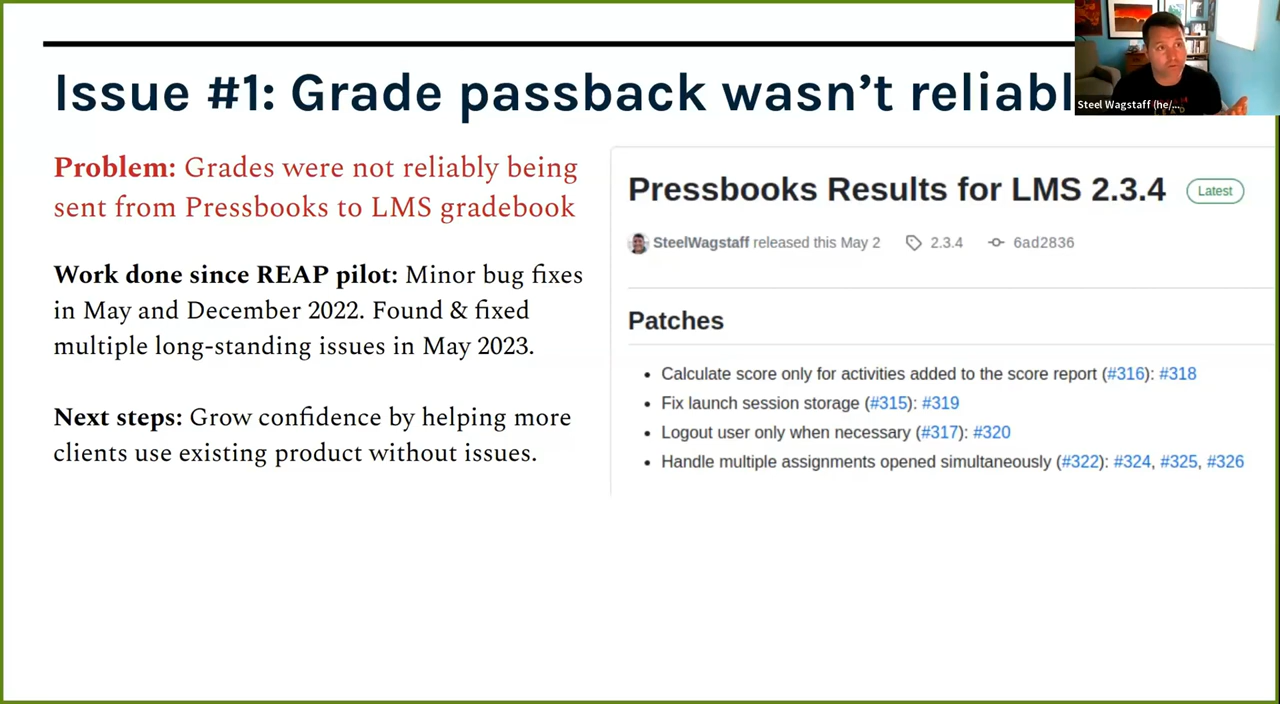 Issue #1: Grade passback wasn't reliabl
Steel Wagstaff (he/...
Problem: Grades were not reliably being
sent from Pressbooks to LMS gradebook
Work done since REAP pilot: Minor bug fixes
in May and December 2022. Found & fixed
multiple long-standing issues in May 2023.
Next steps: Grow confidence by helping more
clients use existing product without issues.
Pressbooks Results for LMS 2.3.4 Latest
SteelWagstaff released this May 2 2.3.4 6ad2836
Patches
• Calculate score only for activities added to the score report (#316): #318
• Fix launch session storage (#315): #319
• Logout user only when necessary (#317): #320
• Handle multiple assignments opened simultaneously (#322): #324, #325, #326